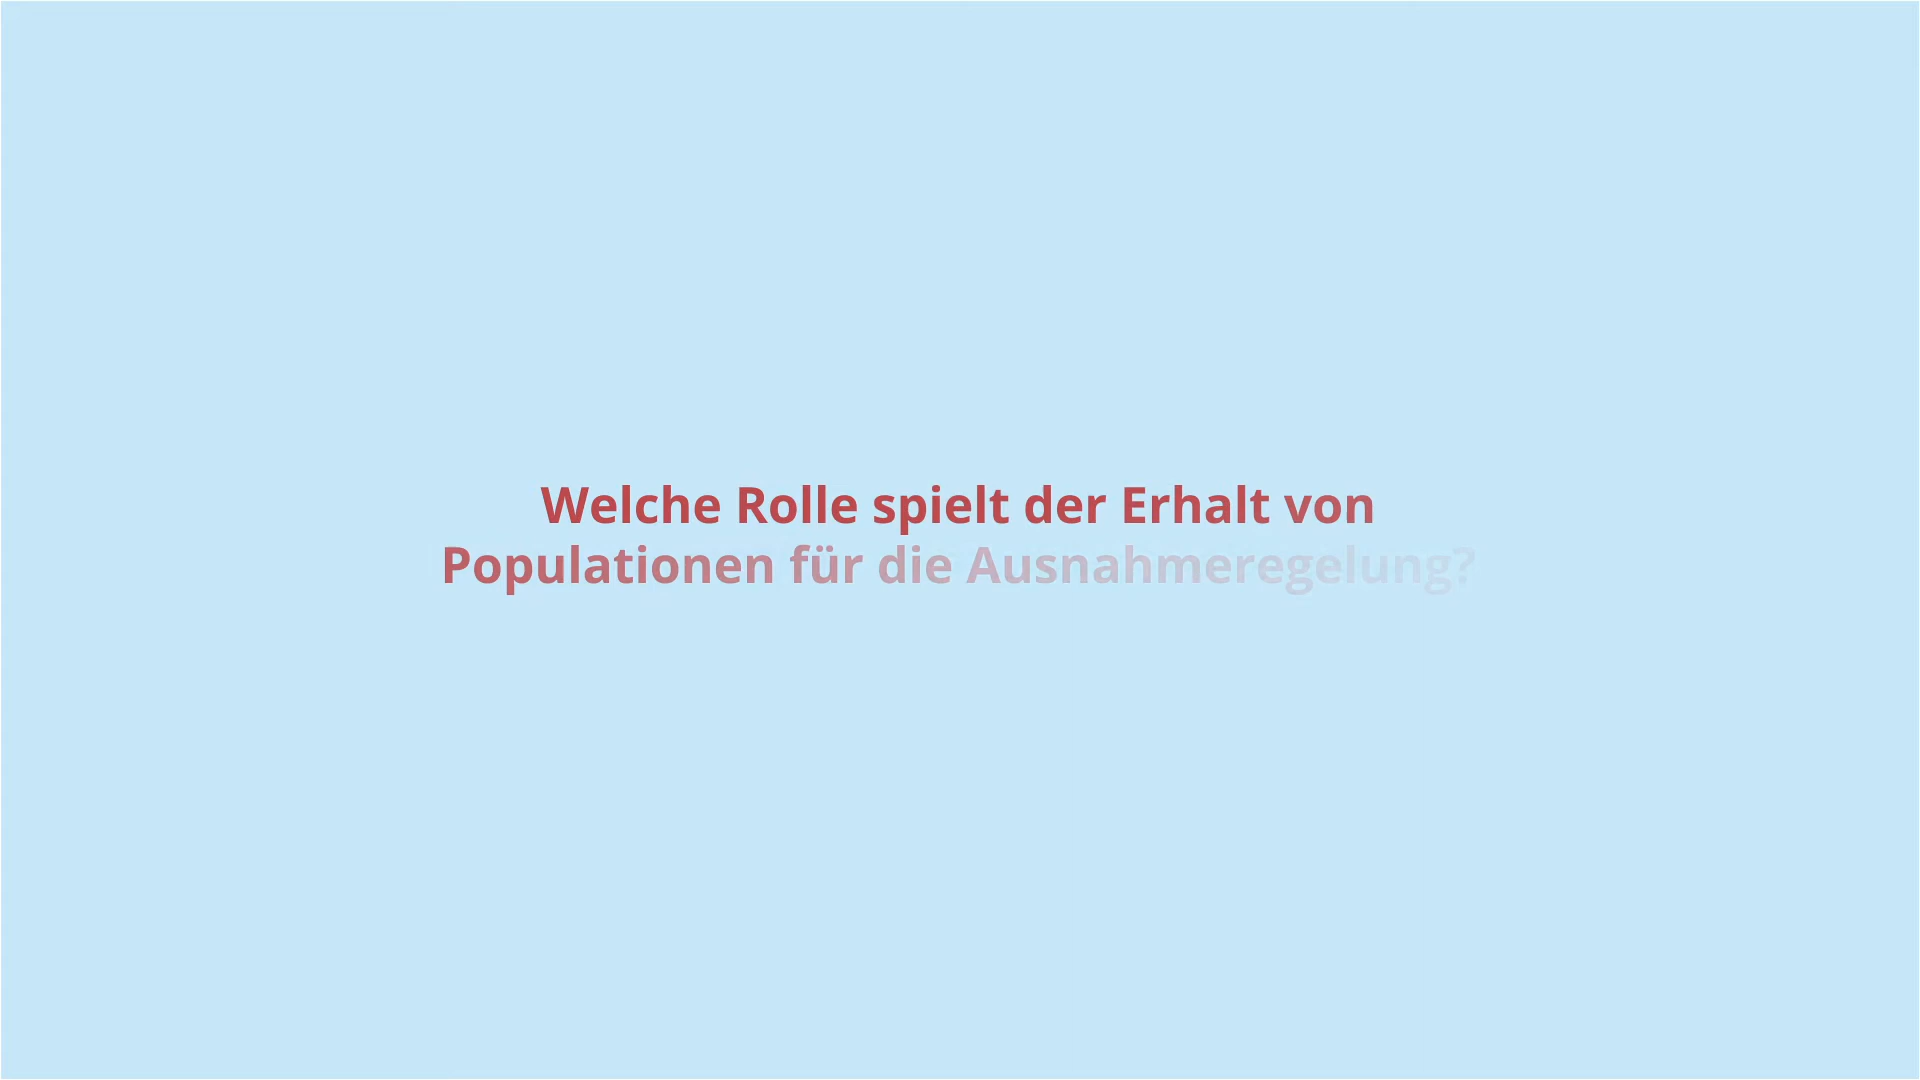 Welche Rolle spielt der Erhalt von
Populationen für die Ausnahmeregelung?